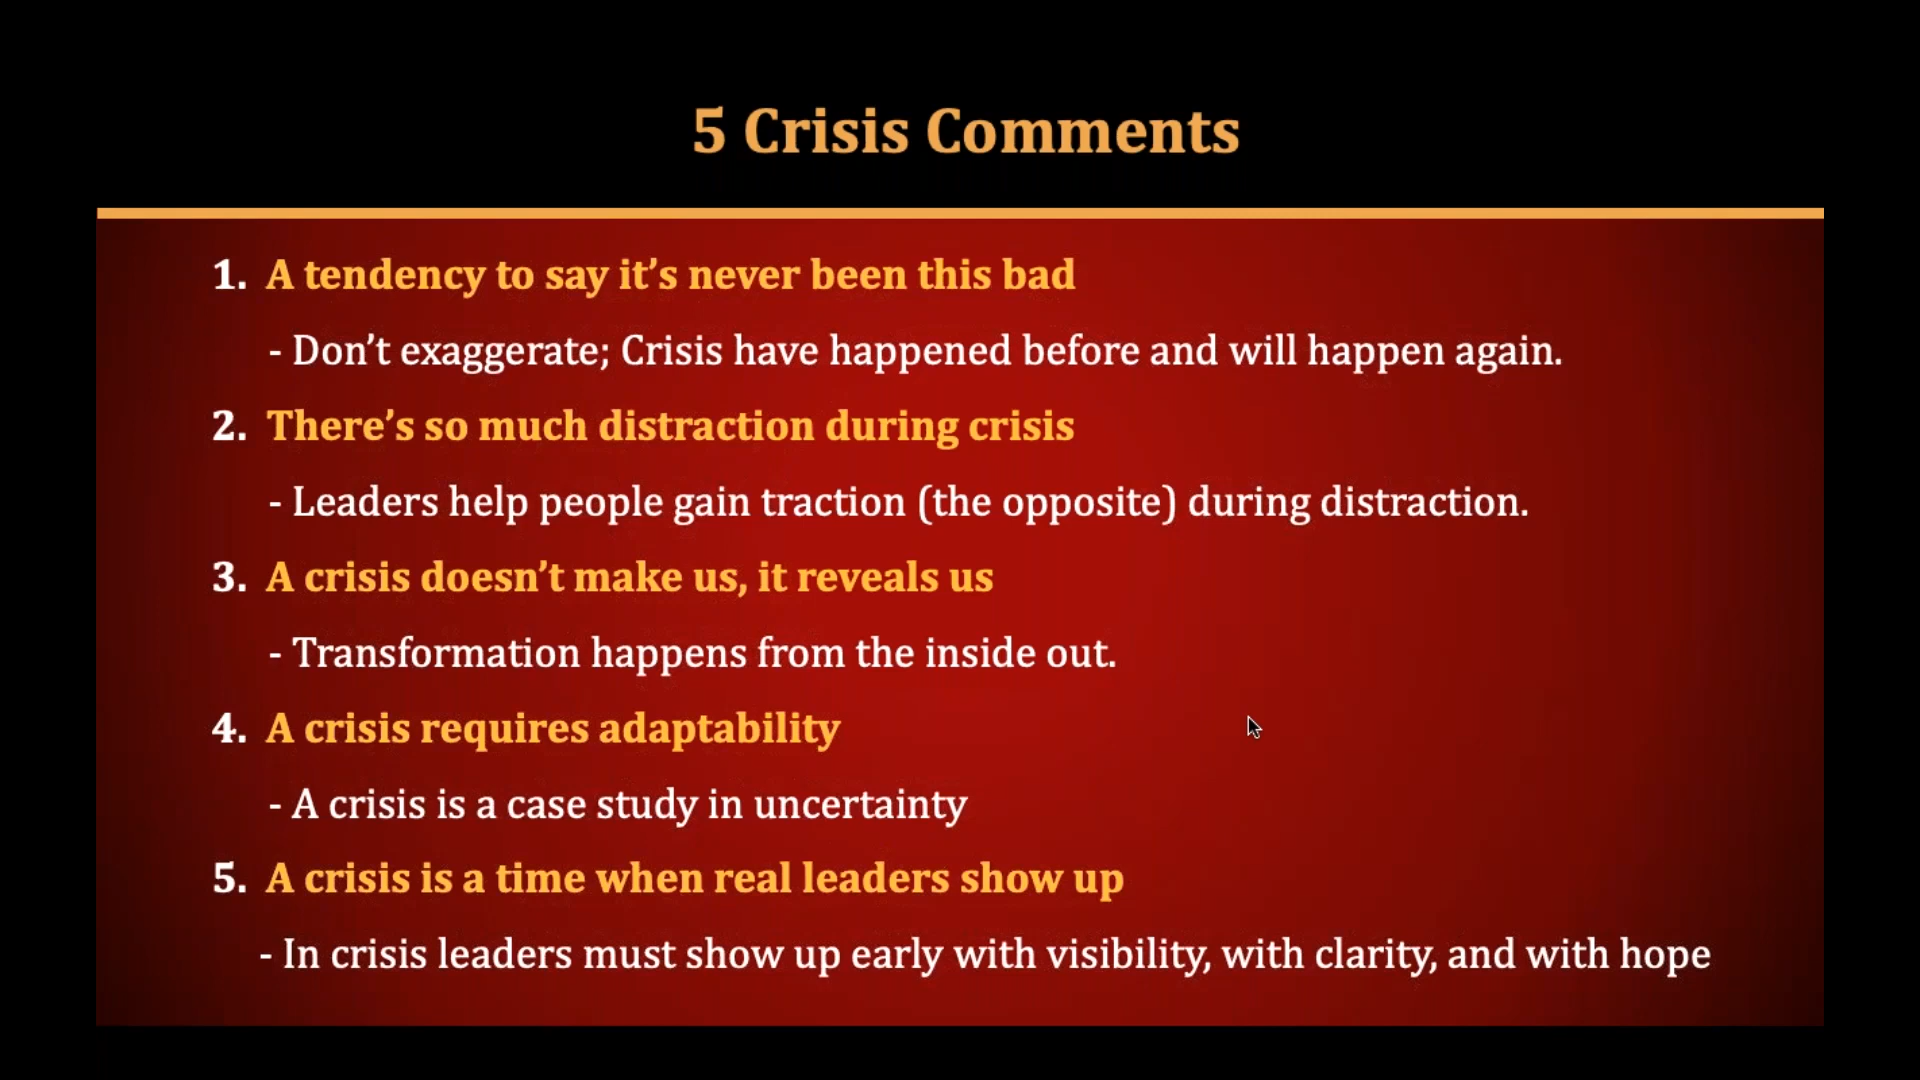 5 Crisis Comments
1. A tendency to say it’s never been this bad
- Don’t exaggerate; Crisis have happened before and will happen again.
2. There’s so much distraction during crisis
- Leaders help people gain traction (the opposite) during distraction.
3. A crisis doesn’t make us, it reveals us
- Transformation happens from the inside out.
4. A crisis requires adaptability
- A crisis is a case study in uncertainty
5. A crisis is a time when real leaders show up
- In crisis leaders must show up early with visibility, with clarity, and with hope